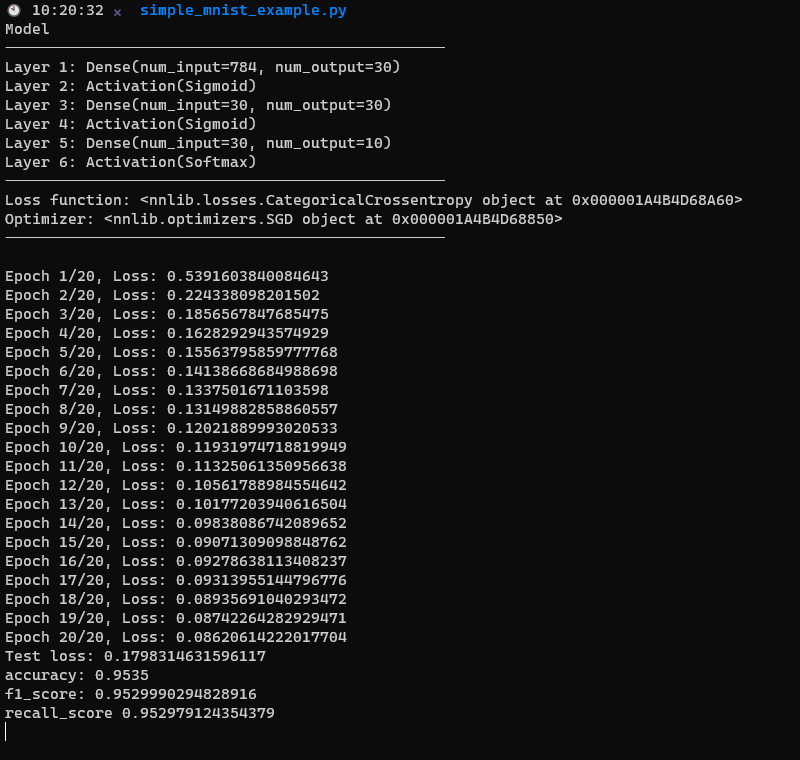 10:20:32 × simple_mnist_example.py
Model
Layer 1: Dense(num_input=784, num_output=30)
Layer 2: Activation(Sigmoid)
Layer 3: Dense(num_input=30, num_output=30)
Layer 4: Activation(Sigmoid)
Layer 5: Dense(num_input=30, num_output=10)
Layer 6: Activation(Softmax)
Loss function: <nnlib.losses.CategoricalCrossentropy object at 0x000001A4B4D68A60>
Optimizer: <nnlib.optimizers.SGD object at 0x000001A4B4D68850>
Epoch 1/20, Loss: 0.5391603840084643
Epoch 2/20, Loss: 0.224338098201502
Epoch 3/20, Loss: 0.1856567847685475
Epoch 4/20, Loss: 0.1628292943574929
Epoch 5/20, Loss: 0.15563795859777768
Epoch 6/20, Loss: 0.14138668684988698
Epoch 7/20, Loss: 0.1337501671103598
Epoch 8/20, Loss: 0.13149882858860557
Epoch 9/20, Loss: 0.12021889993020533
Epoch 10/20, Loss: 0.11931974718819949
Epoch 11/20, Loss: 0.11325061350956638
Epoch 12/20, Loss: 0.10561788984554642
Epoch 13/20, Loss: 0.10177203940616504
Epoch 14/20, Loss: 0.09838086742089652
Epoch 15/20, Loss: 0.09071309098848762
Epoch 16/20, Loss: 0.09278638113408237
Epoch 17/20, Loss: 0.09313955144796776
Epoch 18/20, Loss: 0.08935691040293472
Epoch 19/20, Loss: 0.08742264282929471
Epoch 20/20, Loss: 0.08620614222017704
Test loss: 0.1798314631596117
accuracy: 0.9535
f1_score: 0.9529990294828916
recall_score 0.952979124354379